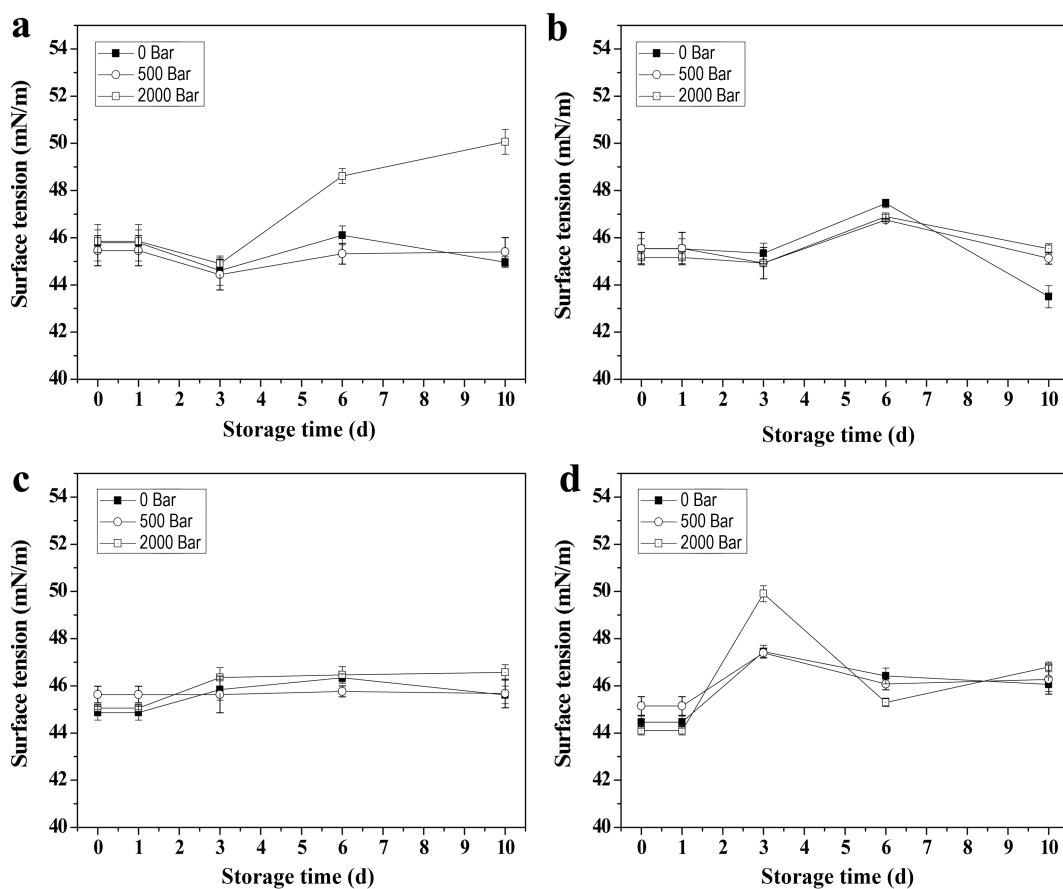 a
54
52
50
48
46
44
42
40
Surface tension (mN/m)
0 Bar
500 Bar
2000 Bar
0 1 2 3 4 5 6 7 8 9 10
Storage time (d)
b
54
52
50
48
46
44
42
40
Surface tension (mN/m)
0 Bar
500 Bar
2000 Bar
0 1 2 3 4 5 6 7 8 9 10
Storage time (d)
c
54
52
50
48
46
44
42
40
Surface tension (mN/m)
0 Bar
500 Bar
2000 Bar
0 1 2 3 4 5 6 7 8 9 10
Storage time (d)
d
54
52
50
48
46
44
42
40
Surface tension (mN/m)
0 Bar
500 Bar
2000 Bar
0 1 2 3 4 5 6 7 8 9 10
Storage time (d)